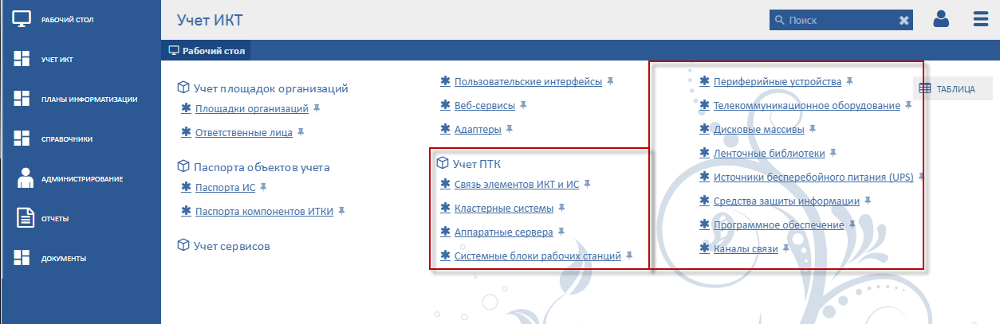 РАБОЧИЙ СТОЛ
УЧЕТ ИКТ
ПЛАНЫ ИНФОРМАТИЗАЦИИ
СПРАВОЧНИКИ
АДМИНИСТРИРОВАНИЕ
ОТЧЕТЫ
ДОКУМЕНТЫ
Учет ИКТ
Поиск
Рабочий стол
Учет площадок организаций
Площадки организаций
Ответственные лица
Паспорта объектов учета
Паспорта ИС
Паспорта компонентов ИТКИ
Учет сервисов
Пользовательские интерфейсы
Веб-сервисы
Адаптеры
Учет ПТК
Связь элементов ИКТ и ИС
Кластерные системы
Аппаратные сервера
Системные блоки рабочих станций
Периферийные устройства
Телекоммуникационное оборудование
Дисковые массивы
Ленточные библиотеки
Источники бесперебойного питания (UPS)
Средства защиты информации
Программное обеспечение
Каналы связи
ТАБЛИЦА